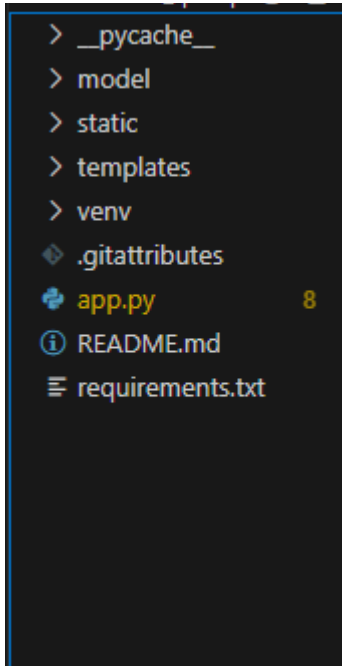 __pycache__
model
static
templates
venv
.gitattributes
app.py 8
README.md
requirements.txt